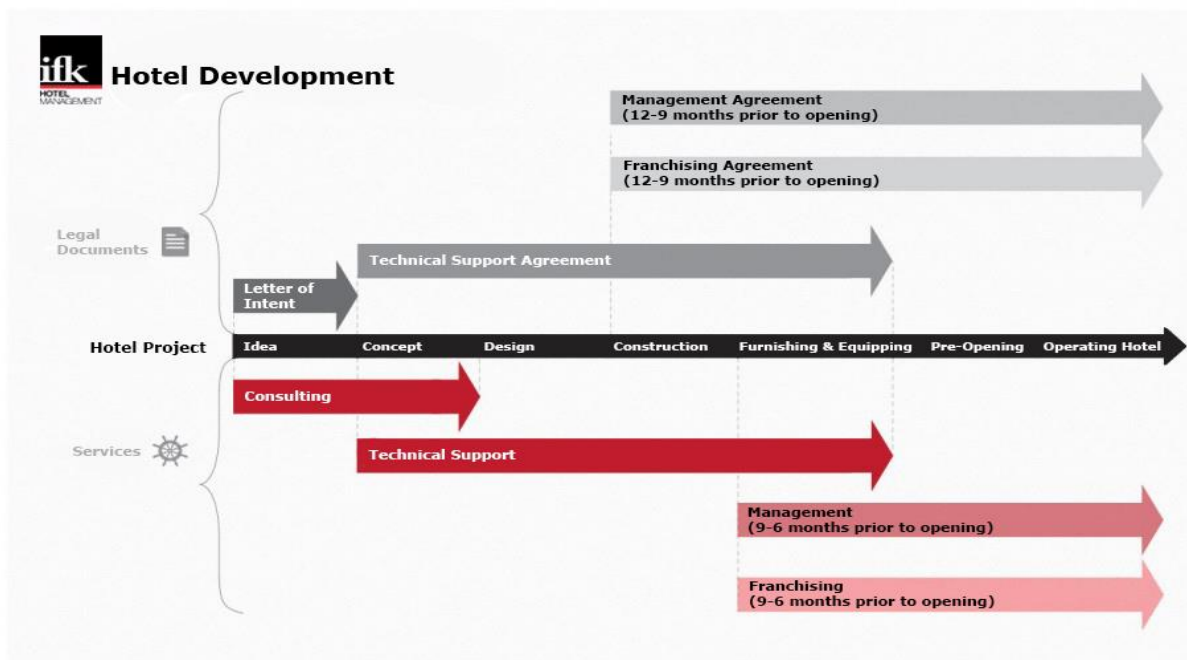 ifk
HOTEL
MANAGEMENT
Hotel Development
Management Agreement
(12-9 months prior to opening)
Franchising Agreement
(12-9 months prior to opening)
Legal
Documents
Technical Support Agreement
Letter of
Intent
Hotel Project
Idea
Concept
Design
Construction
Furnishing & Equipping
Pre-Opening
Operating Hotel
Consulting
Services
Technical Support
Management
(9-6 months prior to opening)
Franchising
(9-6 months prior to opening)